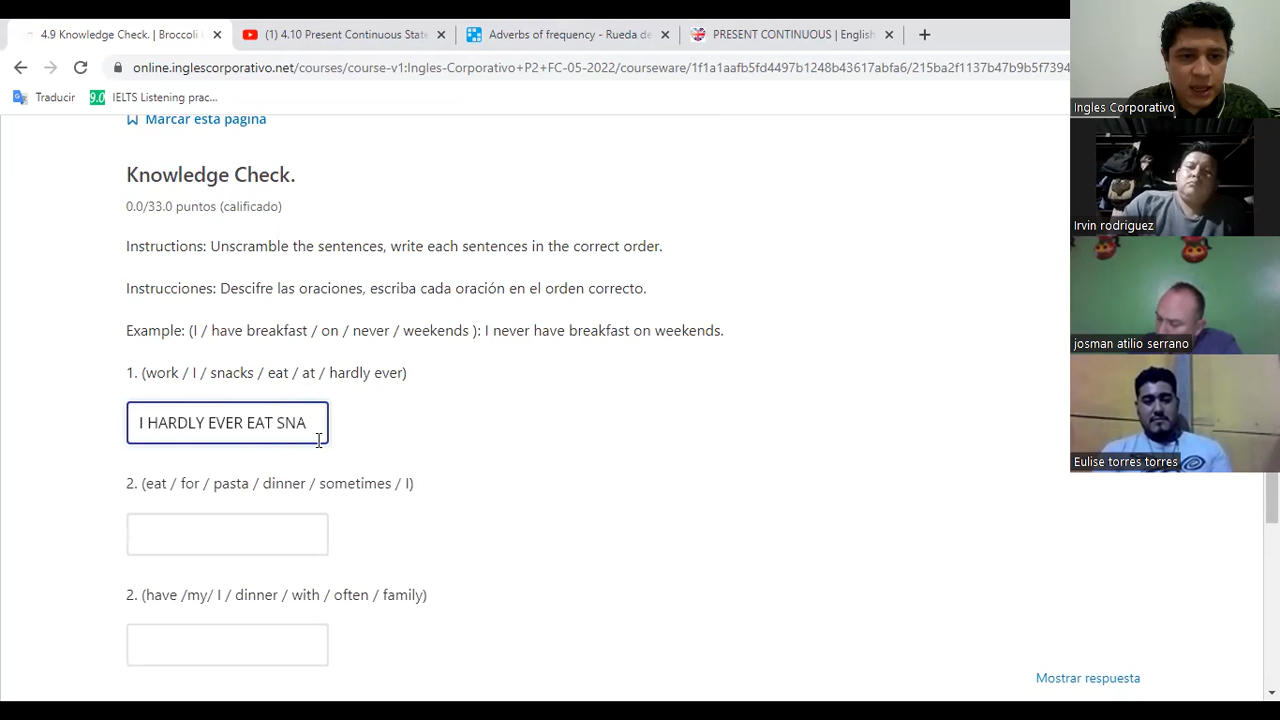 4.9 Knowledge Check. | Broccoli
(1) 4.10 Present Continuous State
Adverbs of frequency - Rueda de
PRESENT CONTINUOUS | English
online.inglescorporativo.net/courses/course-v1:Ingles-Corporativo+P2+FC-05-2022/courseware/1f1a1aafb5fd4497b1248b43617abfa6/215ba2f1137b47b9b5f7394
Traducir
9.0 IELTS Listening prac...
Marcar esta página
Knowledge Check.
0.0/33.0 puntos (calificado)
Instructions: Unscramble the sentences, write each sentences in the correct order.
Instrucciones: Descifre las oraciones, escriba cada oración en el orden correcto.
Example: (I / have breakfast / on / never / weekends ): I never have breakfast on weekends.
1. (work / I / snacks / eat / at / hardly ever)
I HARDLY EVER EAT SNA
2. (eat / for / pasta / dinner / sometimes / I)
2. (have /my/ I / dinner / with / often / family)
Mostrar respuesta
Ingles Corporativo
Irvin rodriguez
josman atilio serrano
Eulise torres torres